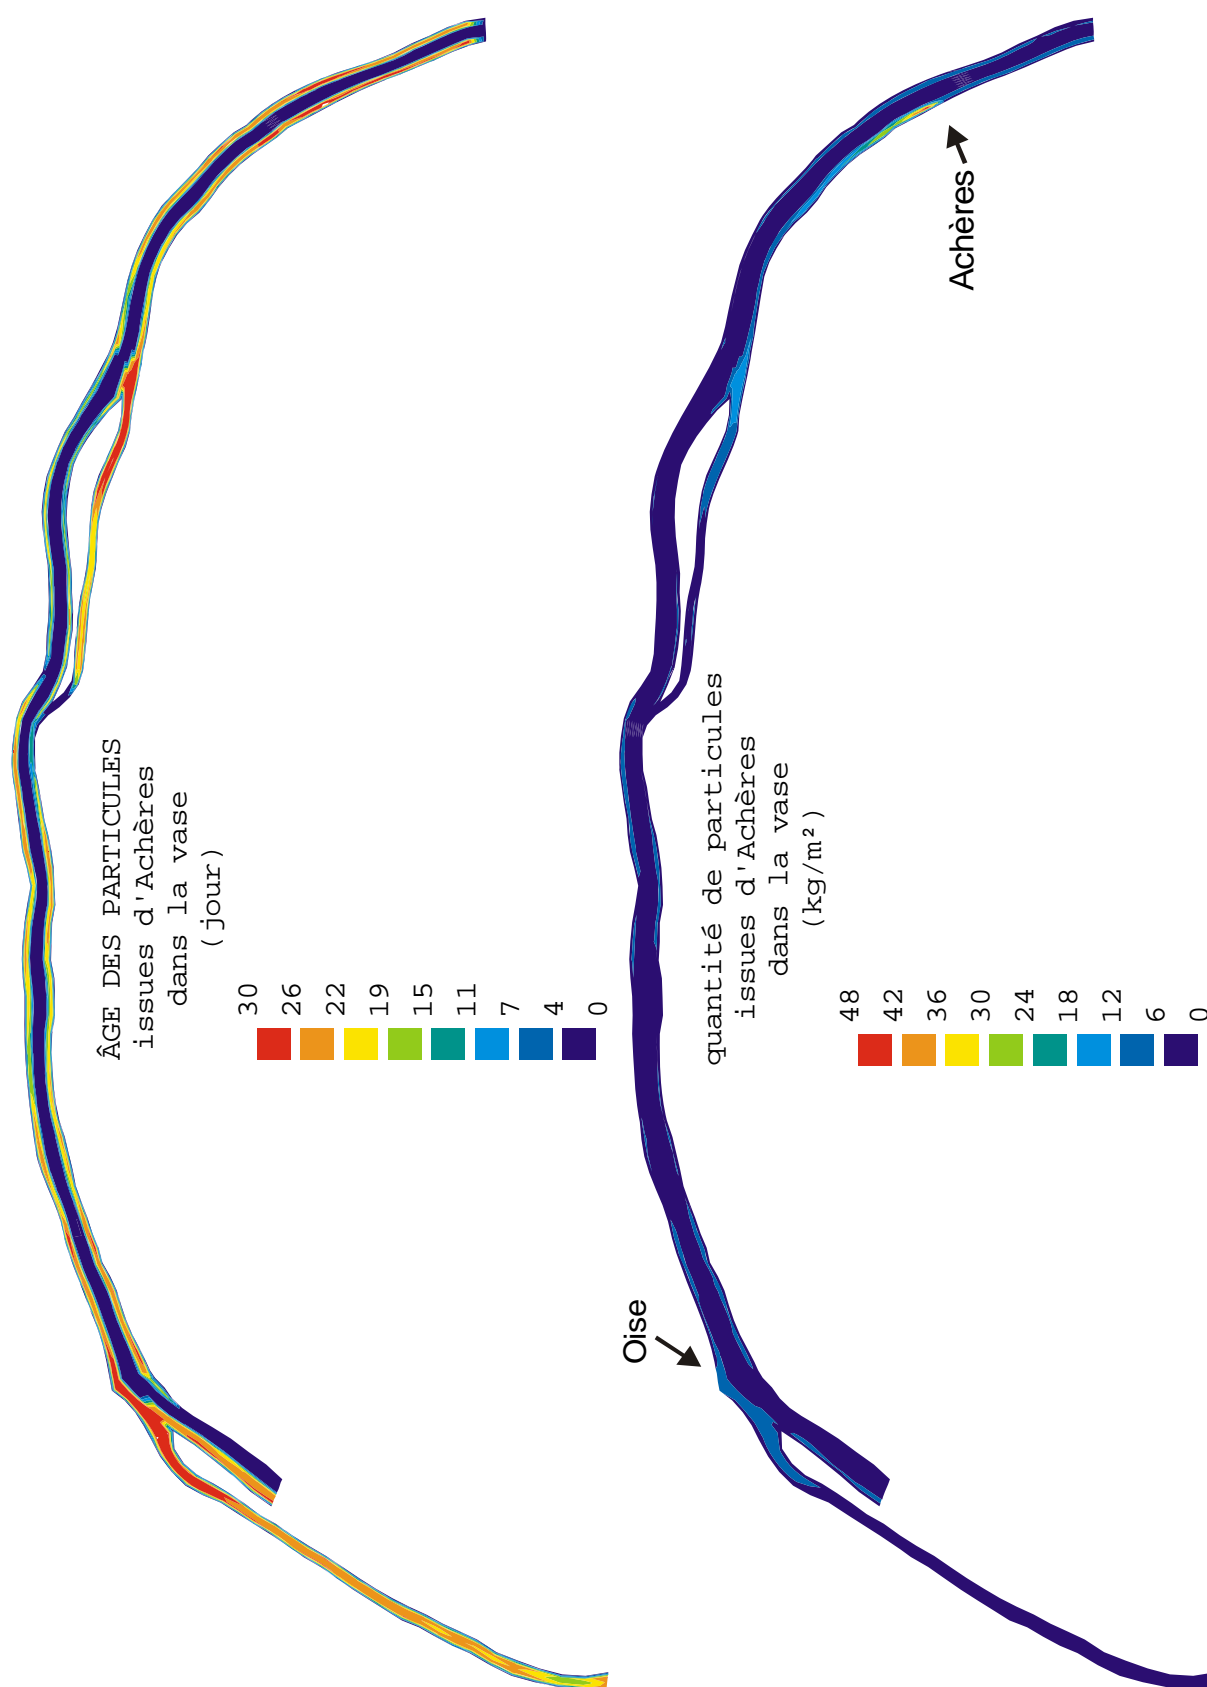 ÂGE DES PARTICULES
issues d'Achères
dans la vase
(jour)
30
26
22
19
15
11
7
4
0
Achères
Oise
quantité de particules
issues d'Achères
dans la vase
(kg/m²)
48
42
36
30
24
18
12
6
0